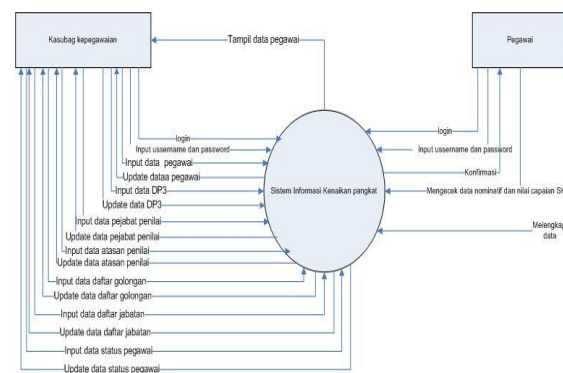 Kasubag kepegawaian
Tampil data pegawai
Pegawai
login
Input ussername dan password
Input data pegawai
Update dataa pegawai
Input data DP3
Update data DP3
Input data pejabat penilai
Update data pejabat penilai
Input data atasan penilai
Update data atasan penilai
Input data daftar golongan
Update data daftar golongan
Input data daftar jabatan
Update data daftar jabatan
Input data status pegawai
Update data status pegawai
Sistem Informasi Kenaikan pangkat
login
Input ussername dan password
Konfirmasi
Mengecek data nominatif dan nilai capaian
data